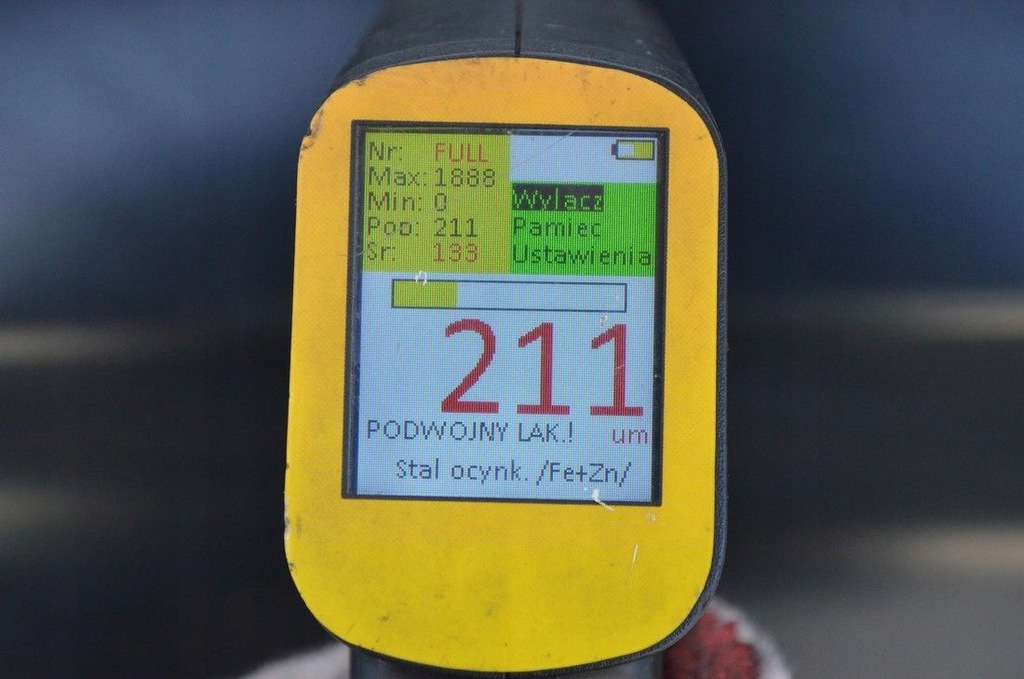 Nr: FULL
Max: 1888
Min: 0
Pop: 211
Sr: 133
Wylacz
Pamiec
Ustawienia
211
PODWOJNY LAK.! um
Stal ocynk. /Fe+Zn/